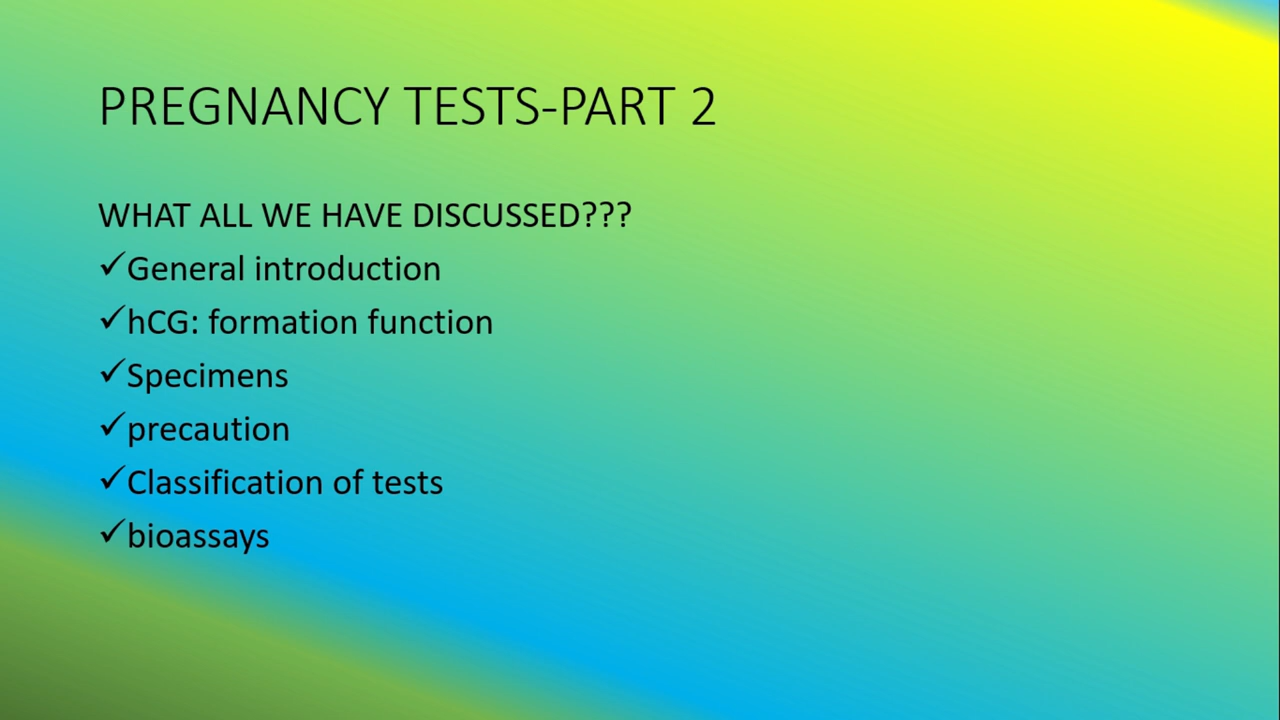 PREGNANCY TESTS-PART 2
WHAT ALL WE HAVE DISCUSSED???
✓General introduction
✓hCG: formation function
✓Specimens
✓precaution
✓Classification of tests
✓bioassays